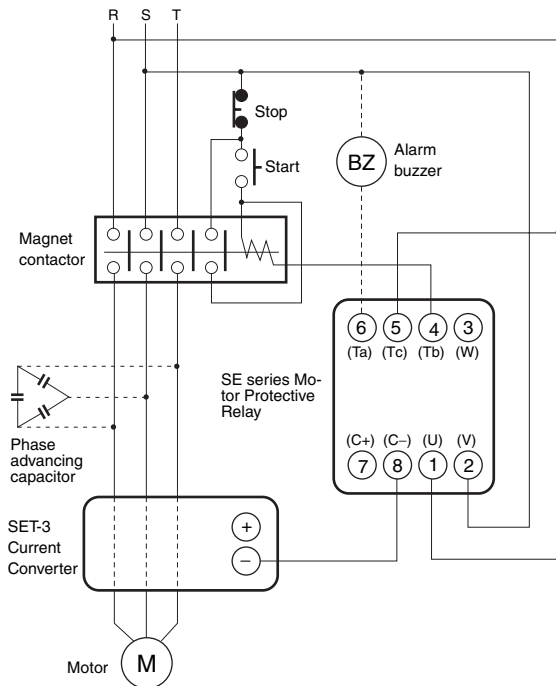 R S T
Stop
Start
BZ
Alarm
buzzer
Magnet
contactor
6 5 4 3
(Ta) (Tc) (Tb) (W)
SE series Mo-
tor Protective
Relay
(C+) (C−) (U) (V)
7 8 1 2
Phase
advancing
capacitor
SET-3
Current
Converter
+
−
Motor
M